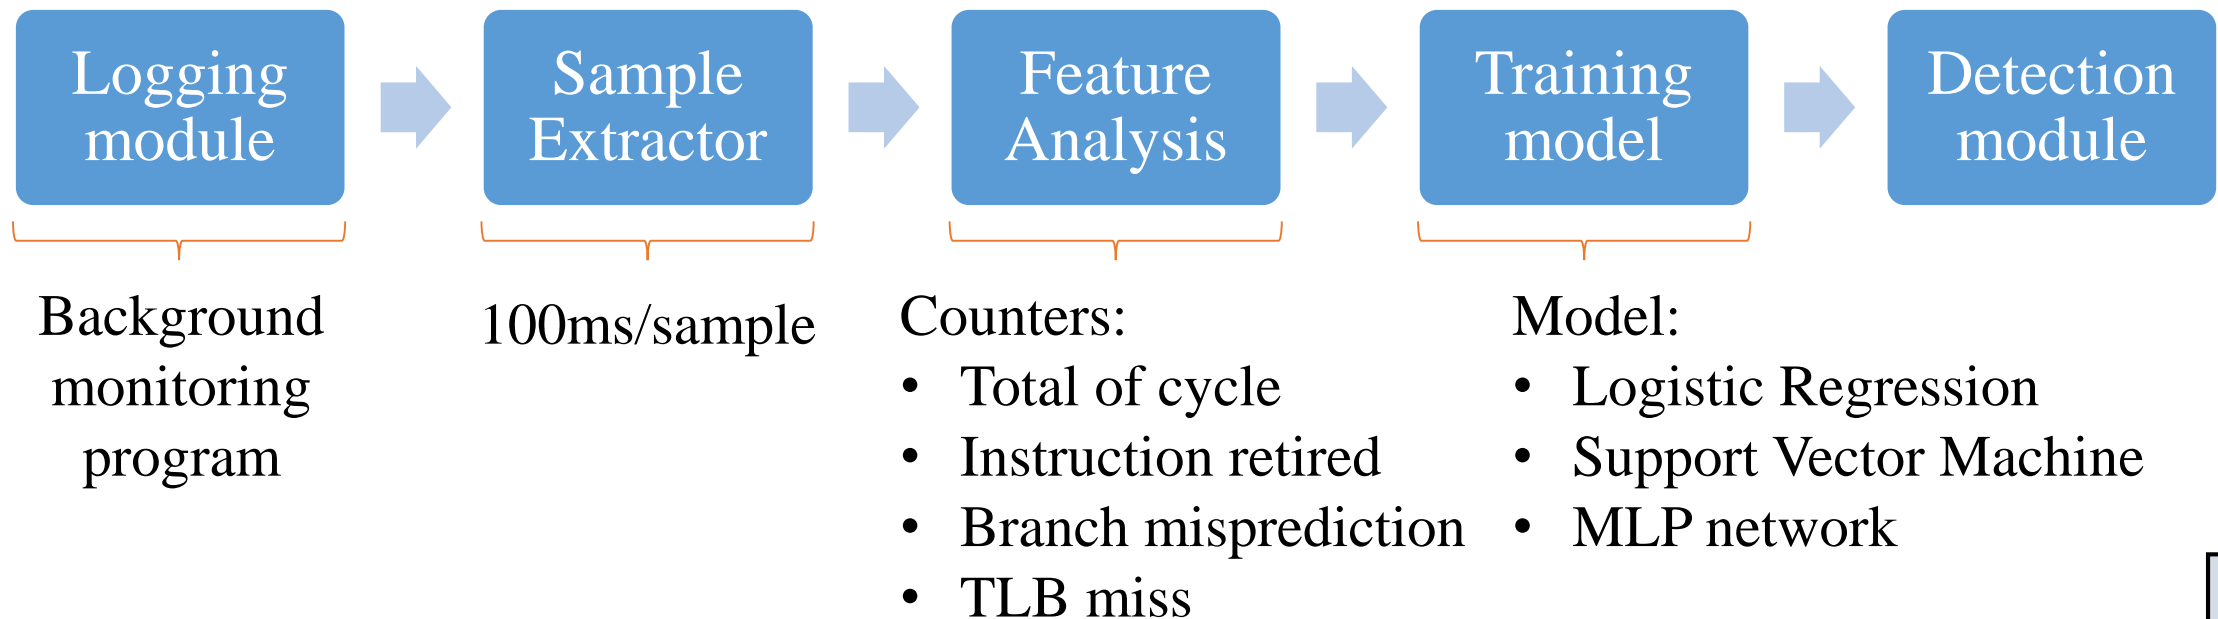 Logging
module
Sample
Extractor
Feature
Analysis
Training
model
Detection
module
Background
monitoring
program
100ms/sample
Counters:
• Total of cycle
• Instruction retired
• Branch misprediction
• TLB miss
Model:
• Logistic Regression
• Support Vector Machine
• MLP network